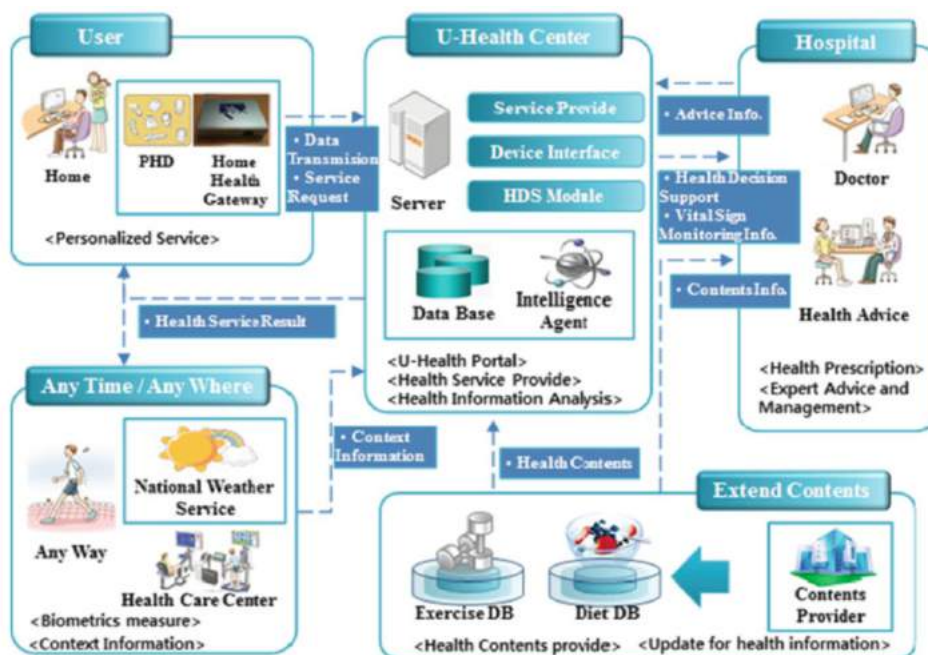 User
Home
PHD
Home
Health
Gateway
<Personalized Service>
• Data
Transmision
• Service
Request
U-Health Center
Server
Service Provide
Device Interface
HDS Module
Data Base
Intelligence
Agent
<U-Health Portal>
<Health Service Provide>
<Health Information Analysis>
• Advice Info.
• Health Decision
Support
• Vital Sign
Monitoring Info.
• Contents Info.
Hospital
Doctor
Health Advice
<Health Prescription>
<Expert Advice and
Management>
• Health Service Result
Any Time / Any Where
Any Way
National Weather
Service
Health Care Center
<Biometrics measure>
<Context Information>
• Context
Information
• Health Contents
Extend Contents
Exercise DB
Diet DB
Contents
Provider
<Health Contents provide>
<Update for health information>